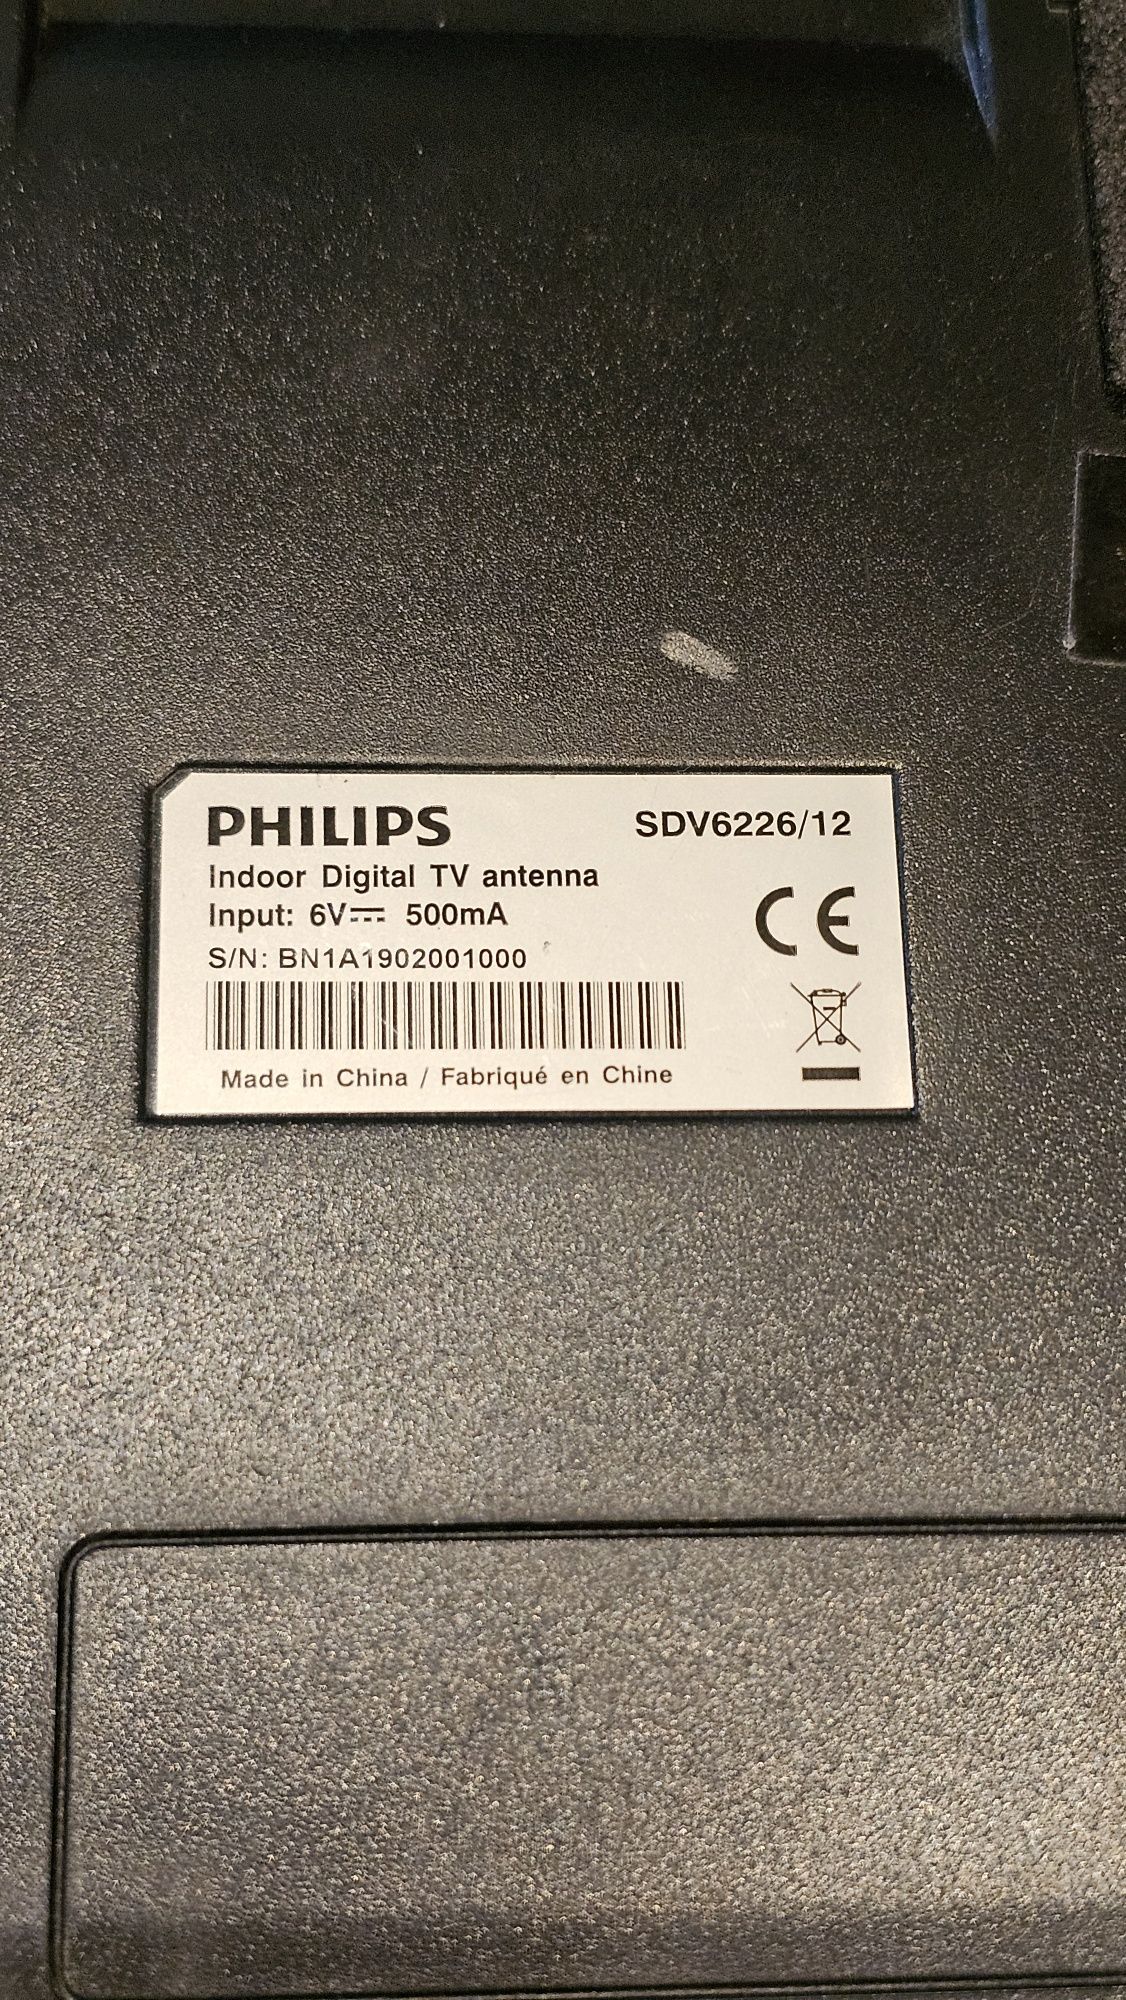 PHILIPS SDV6226/12
Indoor Digital TV antenna
Input: 6V⎓ 500mA
S/N: BN1A1902001000
CE
Made in China / Fabriqué en Chine